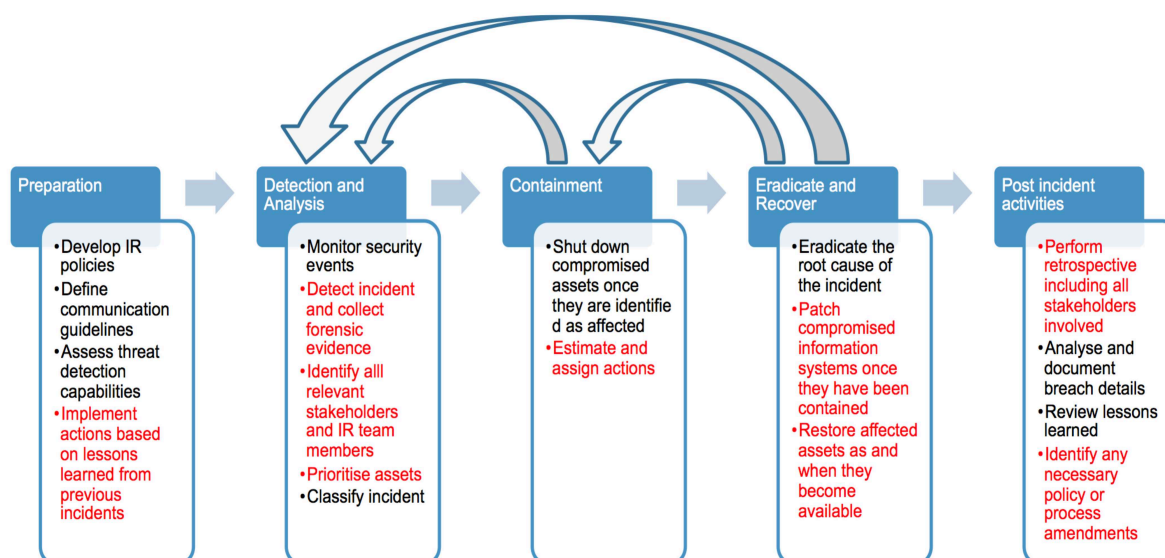 Preparation
•Develop IR
policies
•Define
communication
guidelines
•Assess threat
detection
capabilities
•Implement
actions based
on lessons
learned from
previous
incidents
Detection and
Analysis
•Monitor security
events
•Detect incident
and collect
forensic
evidence
•Identify alll
relevant
stakeholders
and IR team
members
•Prioritise assets
•Classify incident
Containment
•Shut down
compromised
assets once
they are identifie
d as affected
•Estimate and
assign actions
Eradicate and
Recover
•Eradicate the
root cause of
the incident
•Patch
compromised
information
systems once
they have been
contained
•Restore affected
assets as and
when they
become
available
Post incident
activities
•Perform
retrospective
including all
stakeholders
involved
•Analyse and
document
breach details
•Review lessons
learned
•Identify any
necessary
policy or
process
amendments